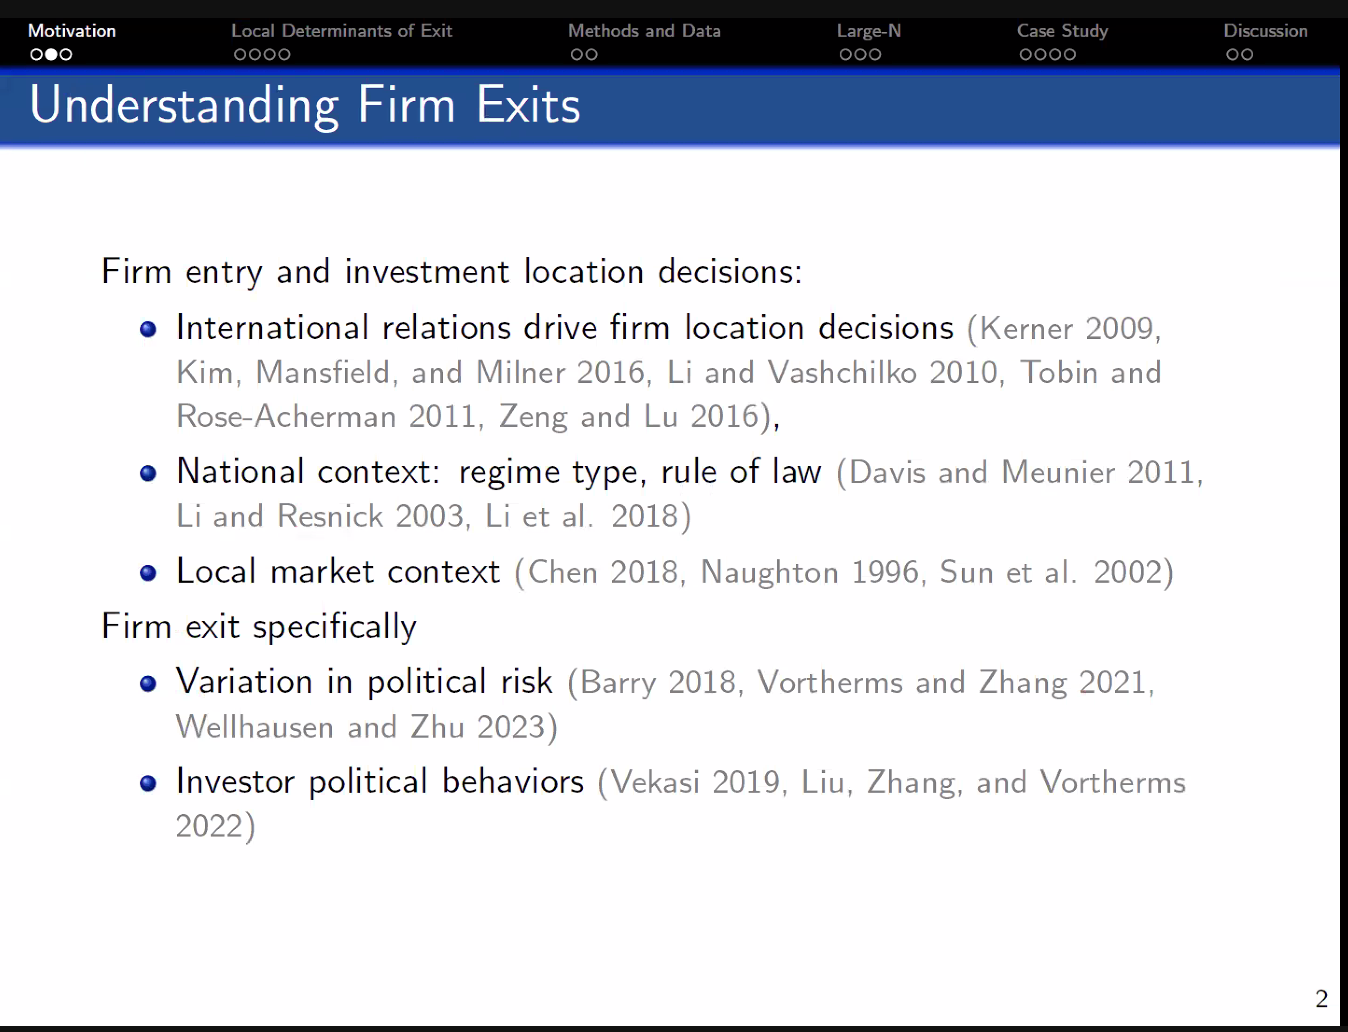 Motivation Local Determinants of Exit Methods and Data Large-N Case Study Discussion
Understanding Firm Exits
Firm entry and investment location decisions:
International relations drive firm location decisions (Kerner 2009,
Kim, Mansfield, and Milner 2016, Li and Vashchilko 2010, Tobin and
Rose-Acherman 2011, Zeng and Lu 2016),
National context: regime type, rule of law (Davis and Meunier 2011,
Li and Resnick 2003, Li et al. 2018)
Local market context (Chen 2018, Naughton 1996, Sun et al. 2002)
Firm exit specifically
Variation in political risk (Barry 2018, Vortherms and Zhang 2021,
Wellhausen and Zhu 2023)
Investor political behaviors (Vekasi 2019, Liu, Zhang, and Vortherms
2022)
2